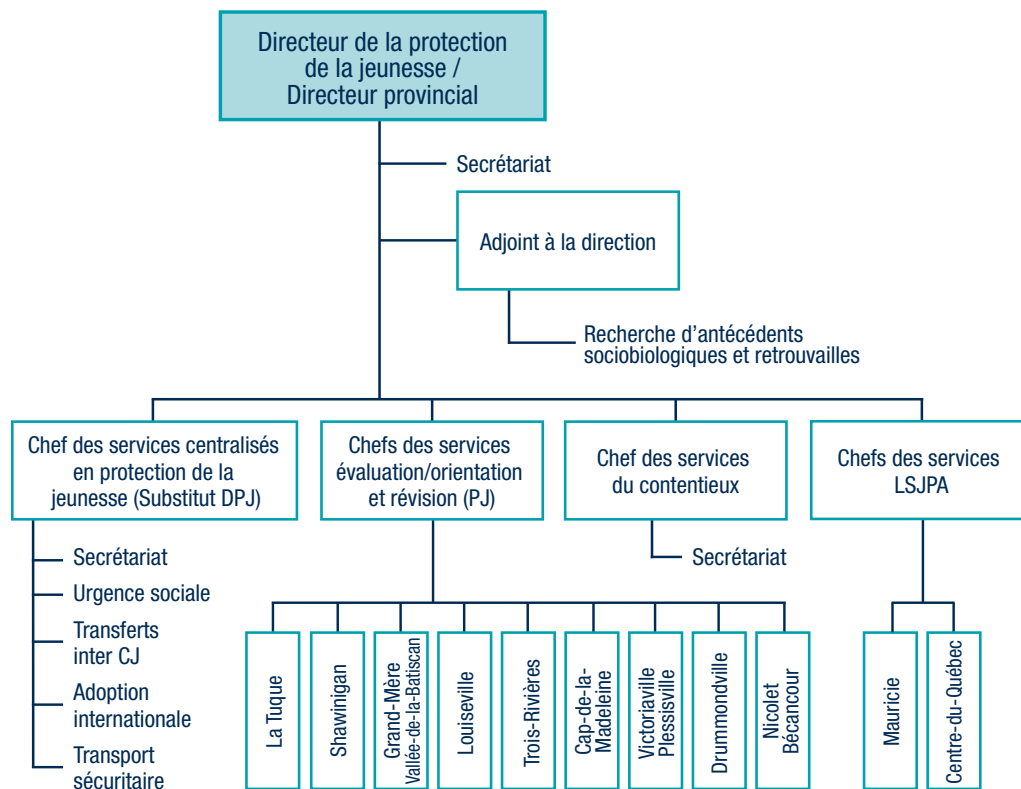 Directeur de la protection
de la jeunesse /
Directeur provincial
Secrétariat
Adjoint à la direction
Recherche d’antécédents
sociobiologiques et retrouvailles
Chef des services centralisés
en protection de la
jeunesse (Substitut DPJ)
Secrétariat
Urgence sociale
Transferts
inter CJ
Adoption
internationale
Transport
sécuritaire
Chefs des services
évaluation/orientation
et révision (PJ)
La Tuque
Shawinigan
Grand-Mère
Vallée-de-la-Batiscan
Louiseville
Trois-Rivières
Cap-de-la-
Madeleine
Victoriaville
Plessisville
Drummondville
Nicolet
Bécancour
Chef des services
du contentieux
Secrétariat
Chefs des services
LSJPA
Mauricie
Centre-du-Québec